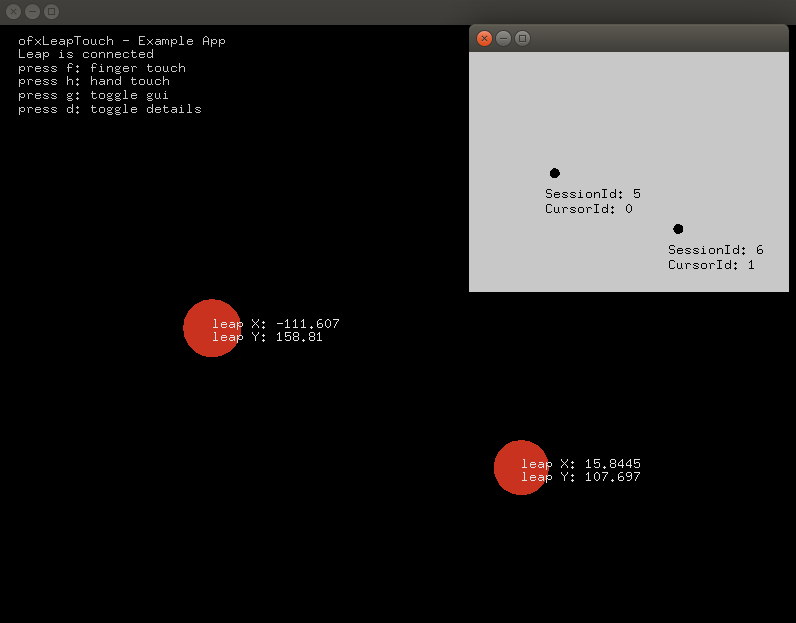 ofxLeapTouch - Example App
Leap is connected
press f: finger touch
press h: hand touch
press g: toggle gui
press d: toggle details
SessionId: 5
CursorId: 0
SessionId: 6
CursorId: 1
leap X: -111.607
leap Y: 158.81
leap X: 15.8445
leap Y: 107.697